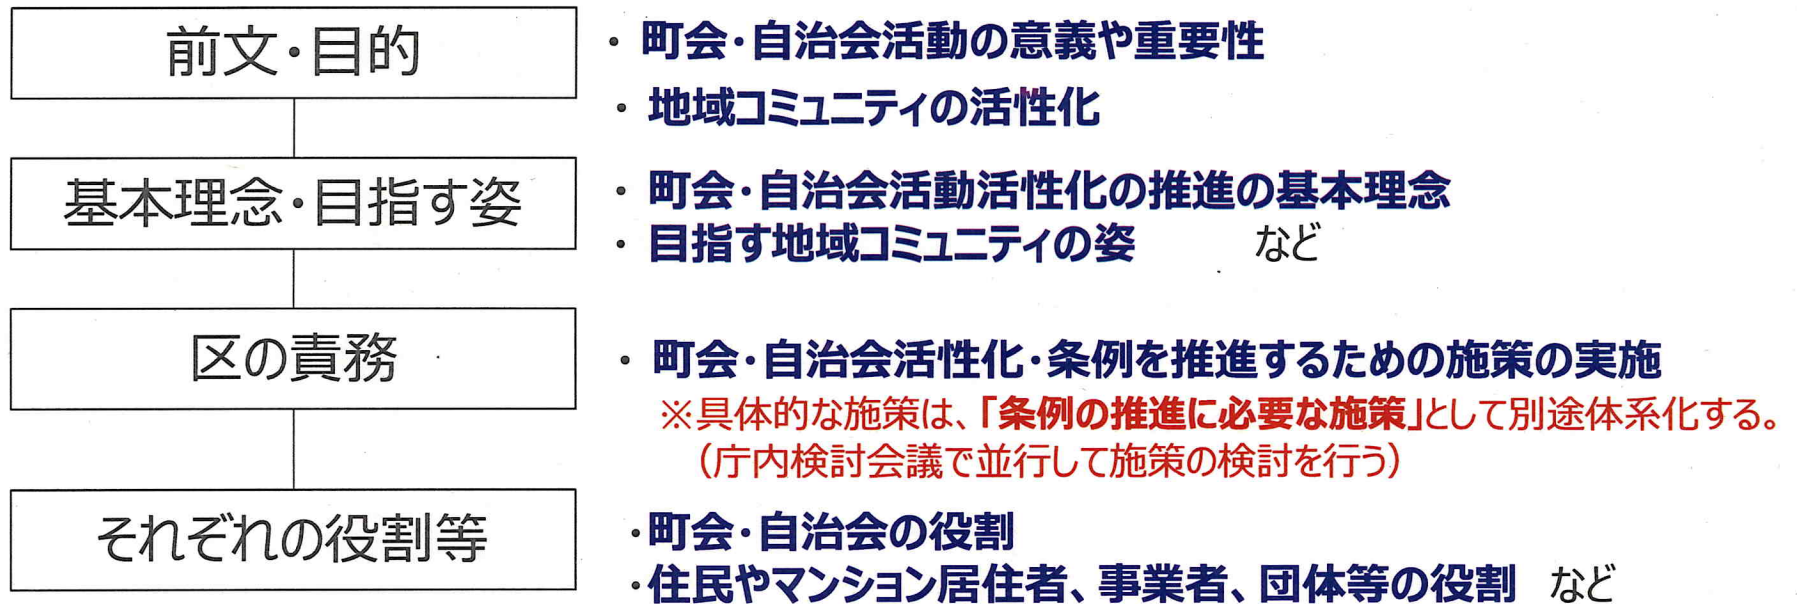 前文・目的
・ 町会・自治会活動の意義や重要性
・ 地域コミュニティの活性化
基本理念・目指す姿
・ 町会・自治会活動活性化の推進の基本理念
・ 目指す地域コミュニティの姿 など
区の責務
・ 町会・自治会活性化・条例を推進するための施策の実施
※具体的な施策は、「条例の推進に必要な施策」として別途体系化する。
（庁内検討会議で並行して施策の検討を行う）
それぞれの役割等
・町会・自治会の役割
・住民やマンション居住者、事業者、団体等の役割 など